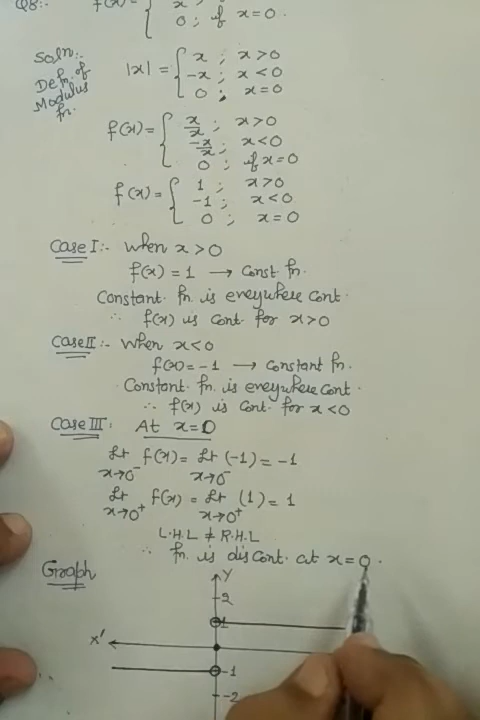 Q8:- f(x) = { x ;
0 ; if x=0.
Soln:-
Defn. of
Modulus
fn.
|x| = { x ; x>0
-x ; x<0
0 ; x=0
f(x) = { x/x ; x>0
-x/x ; x<0
0 ; if x=0
f(x) = { 1 ; x>0
-1 ; x<0
0 ; x=0
Case I:- When x>0
f(x) = 1 → Const fn.
Constant. fn. is eveywhere cont.
∴ f(x) is cont. for x>0
Case II:- When x<0
f(x) = -1 → Constant fn.
Constant. fn. is eveywhere cont.
∴ f(x) is cont. for x<0
Case III: At x=0
Lt x→0⁻ f(x) = Lt x→0⁻ (-1) = -1
Lt x→0⁺ f(x) = Lt x→0⁺ (1) = 1
L.H.L ≠ R.H.L
∴ fn. is discont. at x=0.
Graph
Y
2
1
X'
-1
-2